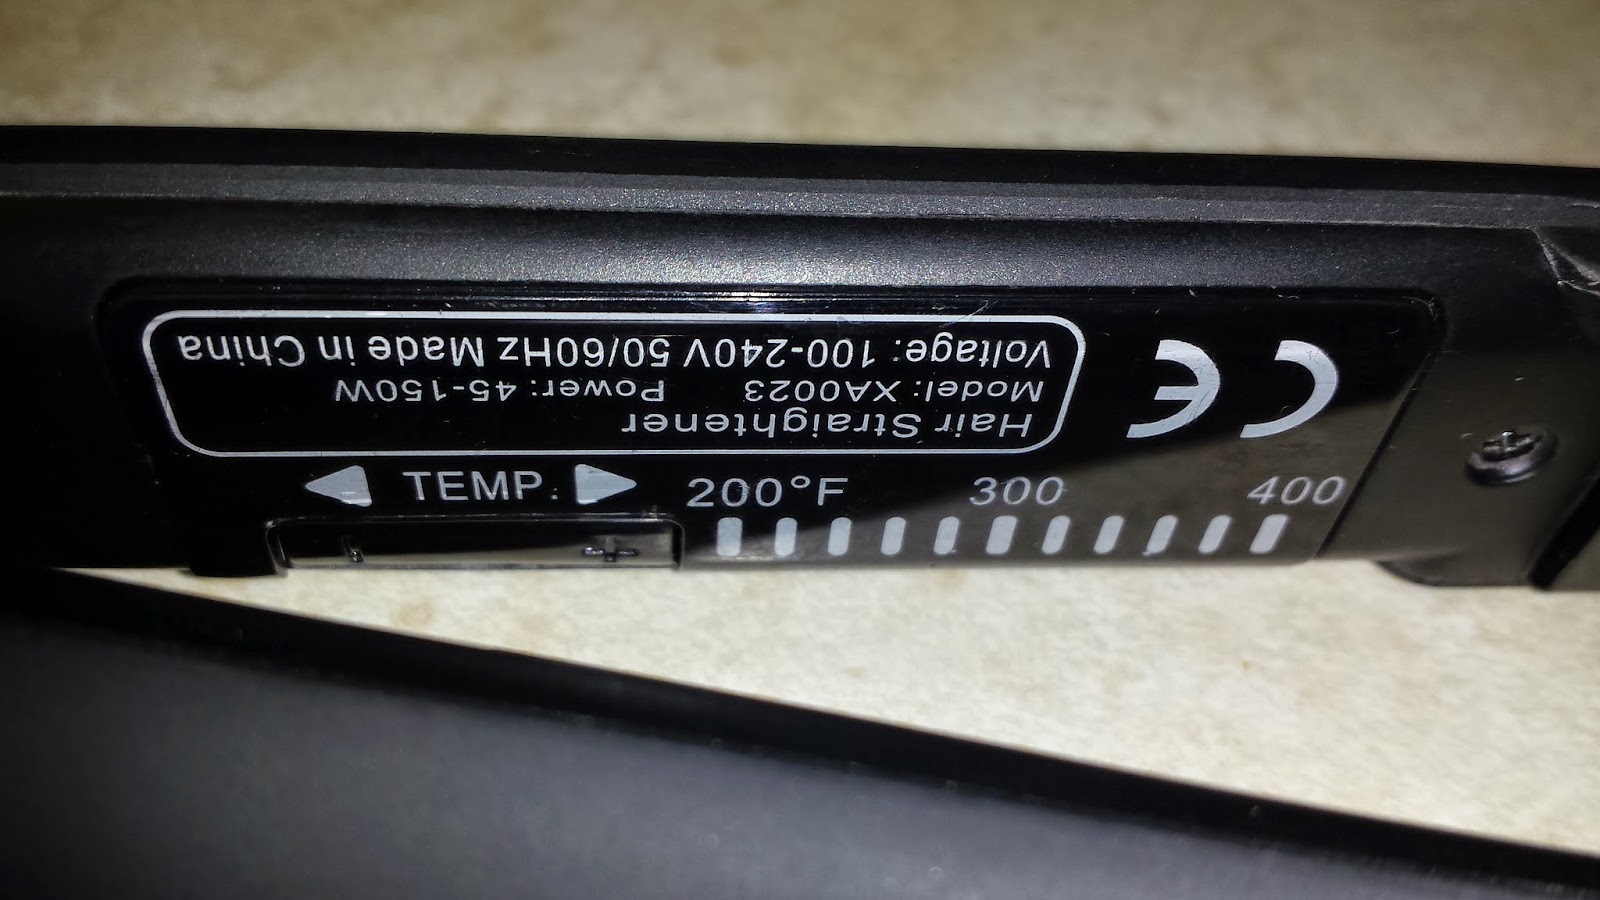 Hair Straightener
Model: XA0023 Power: 45-150W
Voltage: 100-240V 50/60Hz Made in China
CE
TEMP.
200°F 300 400
- +